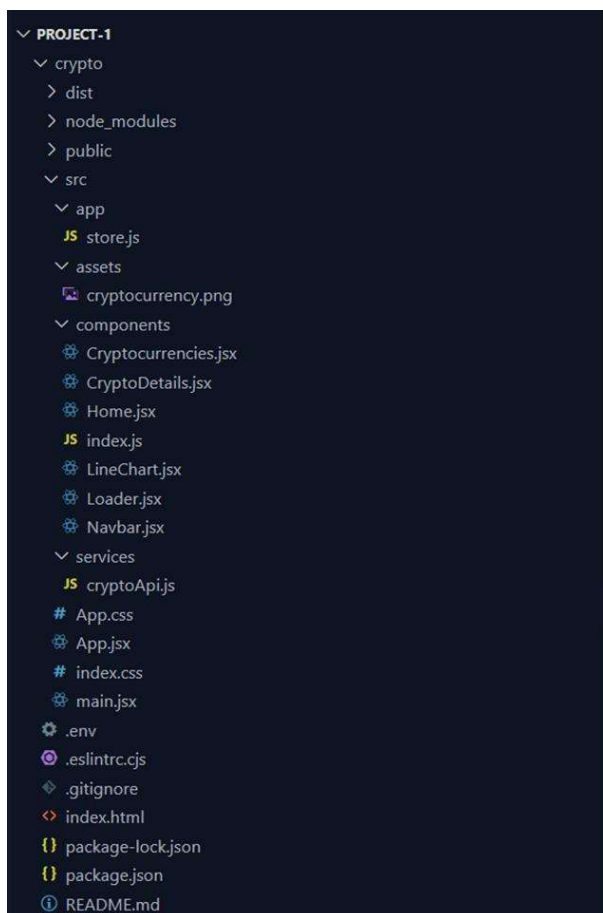 PROJECT-1
crypto
dist
node_modules
public
src
app
JS store.js
assets
cryptocurrency.png
components
Cryptocurrencies.jsx
CryptoDetails.jsx
Home.jsx
JS index.js
LineChart.jsx
Loader.jsx
Navbar.jsx
services
JS cryptoApi.js
# App.css
App.jsx
# index.css
main.jsx
.env
.eslintrc.cjs
.gitignore
<> index.html
{} package-lock.json
{} package.json
README.md